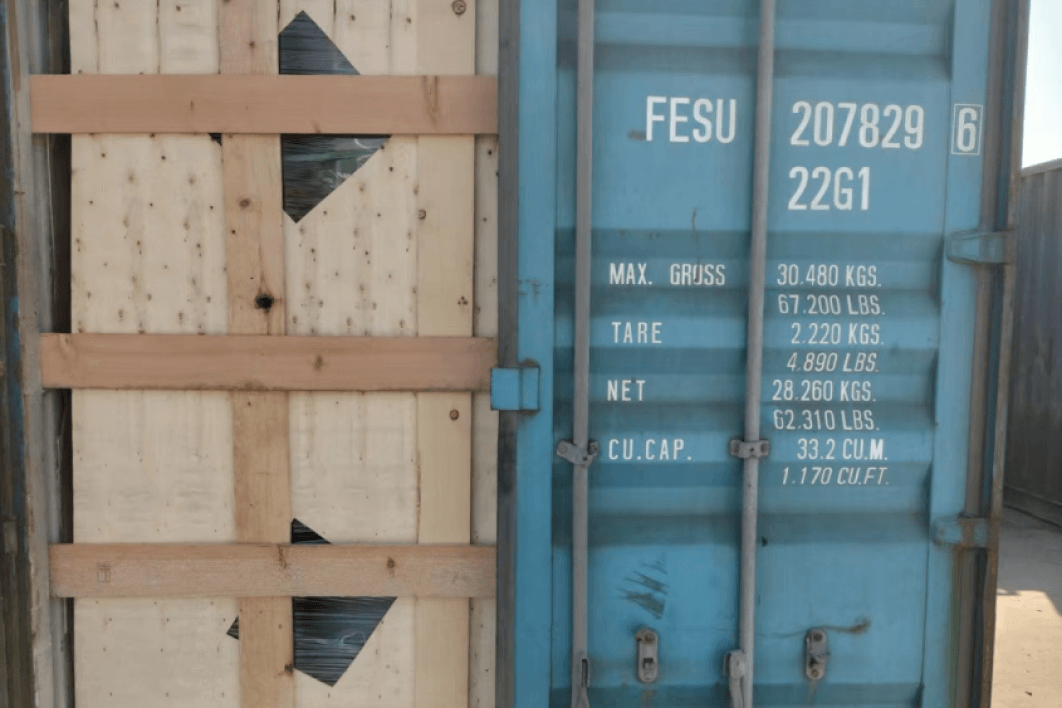 FESU 207829 6
22G1
MAX. GROSS 30.480 KGS.
67.200 LBS.
TARE 2.220 KGS.
4.890 LBS.
NET 28.260 KGS.
62.310 LBS.
CU.CAP. 33.2 CU.M.
1.170 CU.FT.